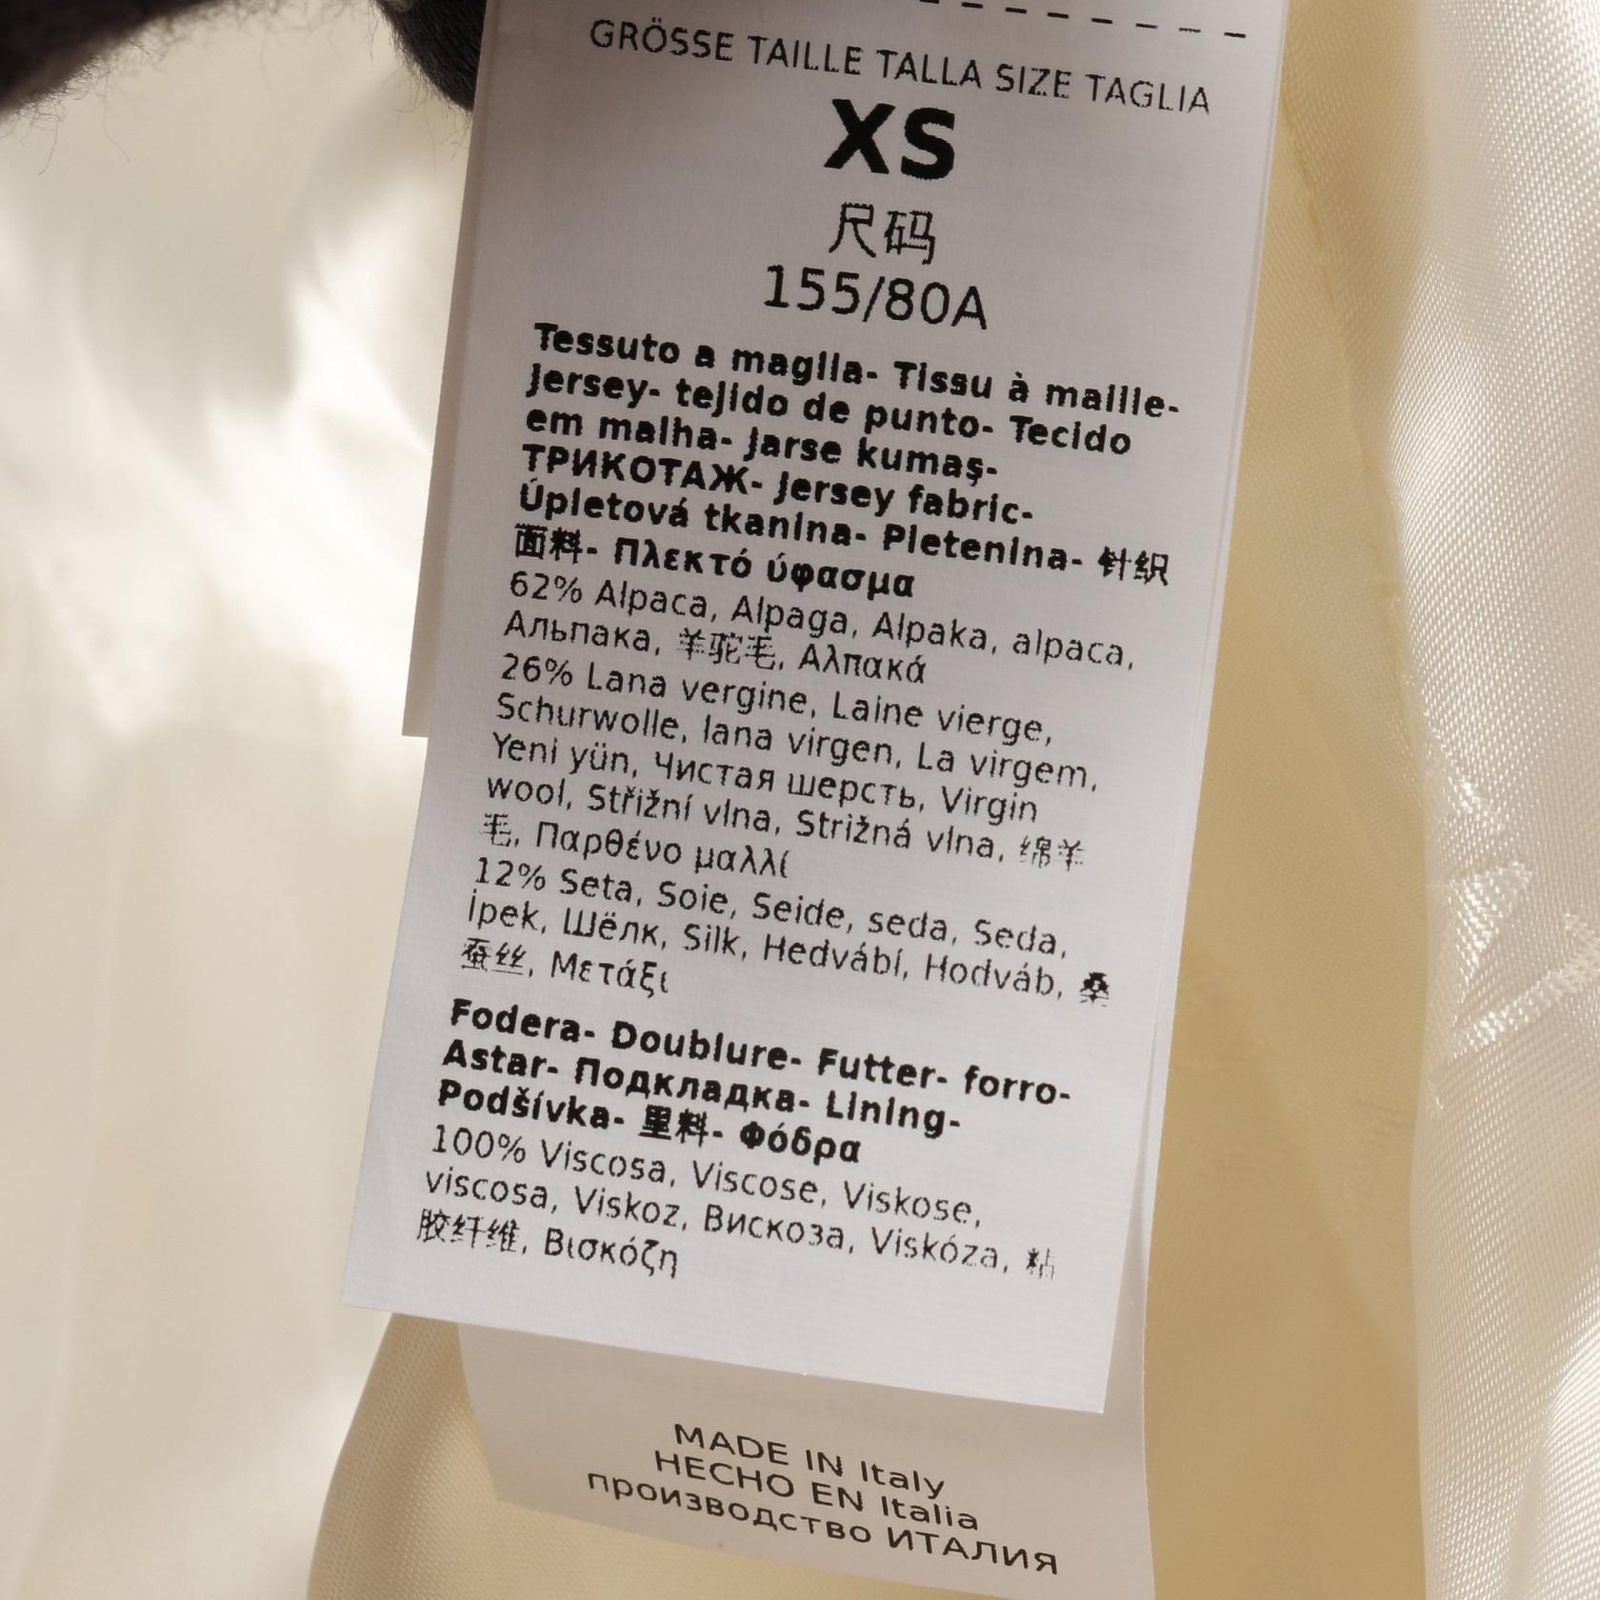 GRÖSSE TAILLE TALLA SIZE TAGLIA
XS
尺码
155/80A
Tessuto a maglia- Tissu à maille-
Jersey- tejido de punto- Tecido
em malha- Jarse kumaş-
ТРИКОТАЖ- Jersey fabric-
Úpletová tkanina- Pletenina- 针织
面料- Πλεκτό ύφασμα
62% Alpaca, Alpaga, Alpaka, alpaca,
Альпака, 羊驼毛, Αλπακά
26% Lana vergine, Laine vierge,
Schurwolle, lana virgen, La virgem,
Yeni yün, Чистая шерсть, Virgin
wool, Střižní vlna, Strižná vlna, 绵羊
毛, Παρθένο μαλλί
12% Seta, Soie, Seide, seda, Seda,
İpek, Шёлк, Silk, Hedvábí, Hodváb, 桑
蚕丝, Μετάξι
Fodera- Doublure- Futter- forro-
Astar- Подкладка- Lining-
Podšívka- 里料- Φόδρα
100% Viscosa, Viscose, Viskose,
viscosa, Viskoz, Вискоза, Viskóza, 粘
胶纤维, Βισκόζη
MADE IN Italy
HECHO EN Italia
производство ИТАЛИЯ